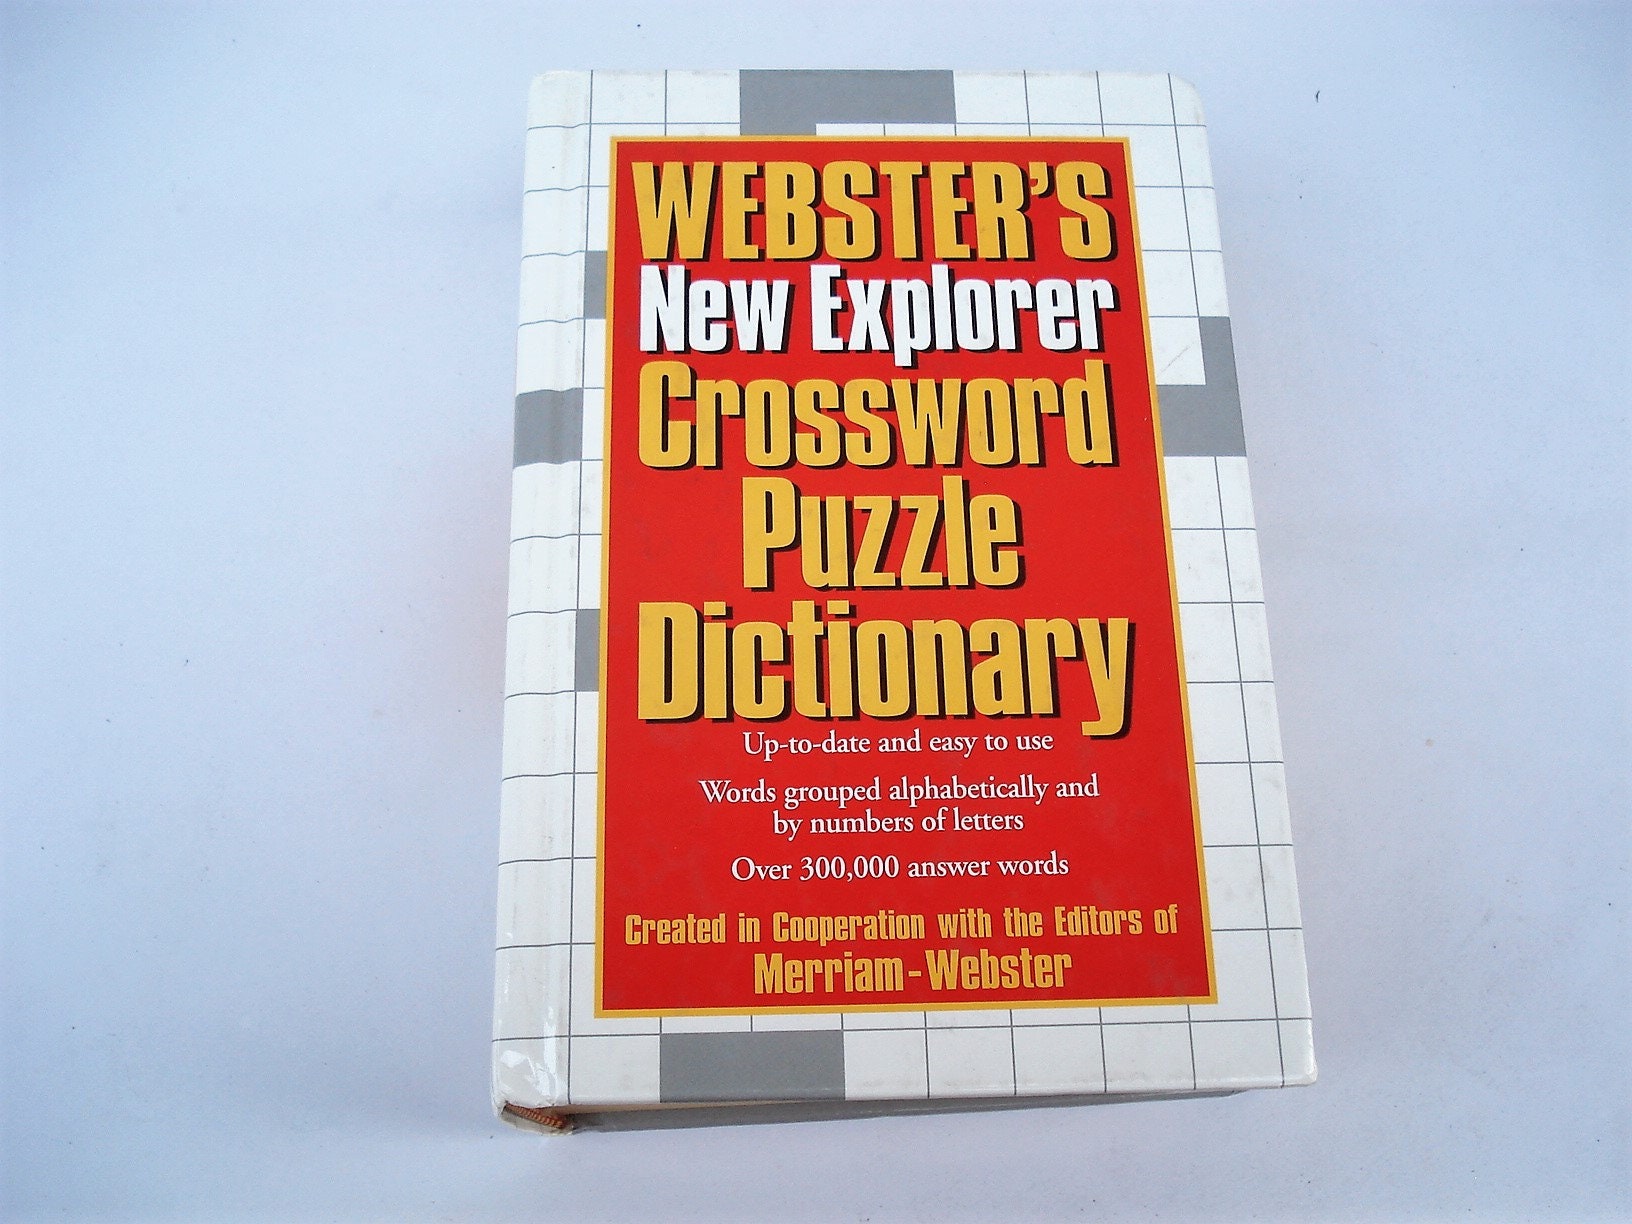 WEBSTER'S
New Explorer
Crossword
Puzzle
Dictionary
Up-to-date and easy to use
Words grouped alphabetically and
by numbers of letters
Over 300,000 answer words
Created in Cooperation with the Editors of
Merriam-Webster